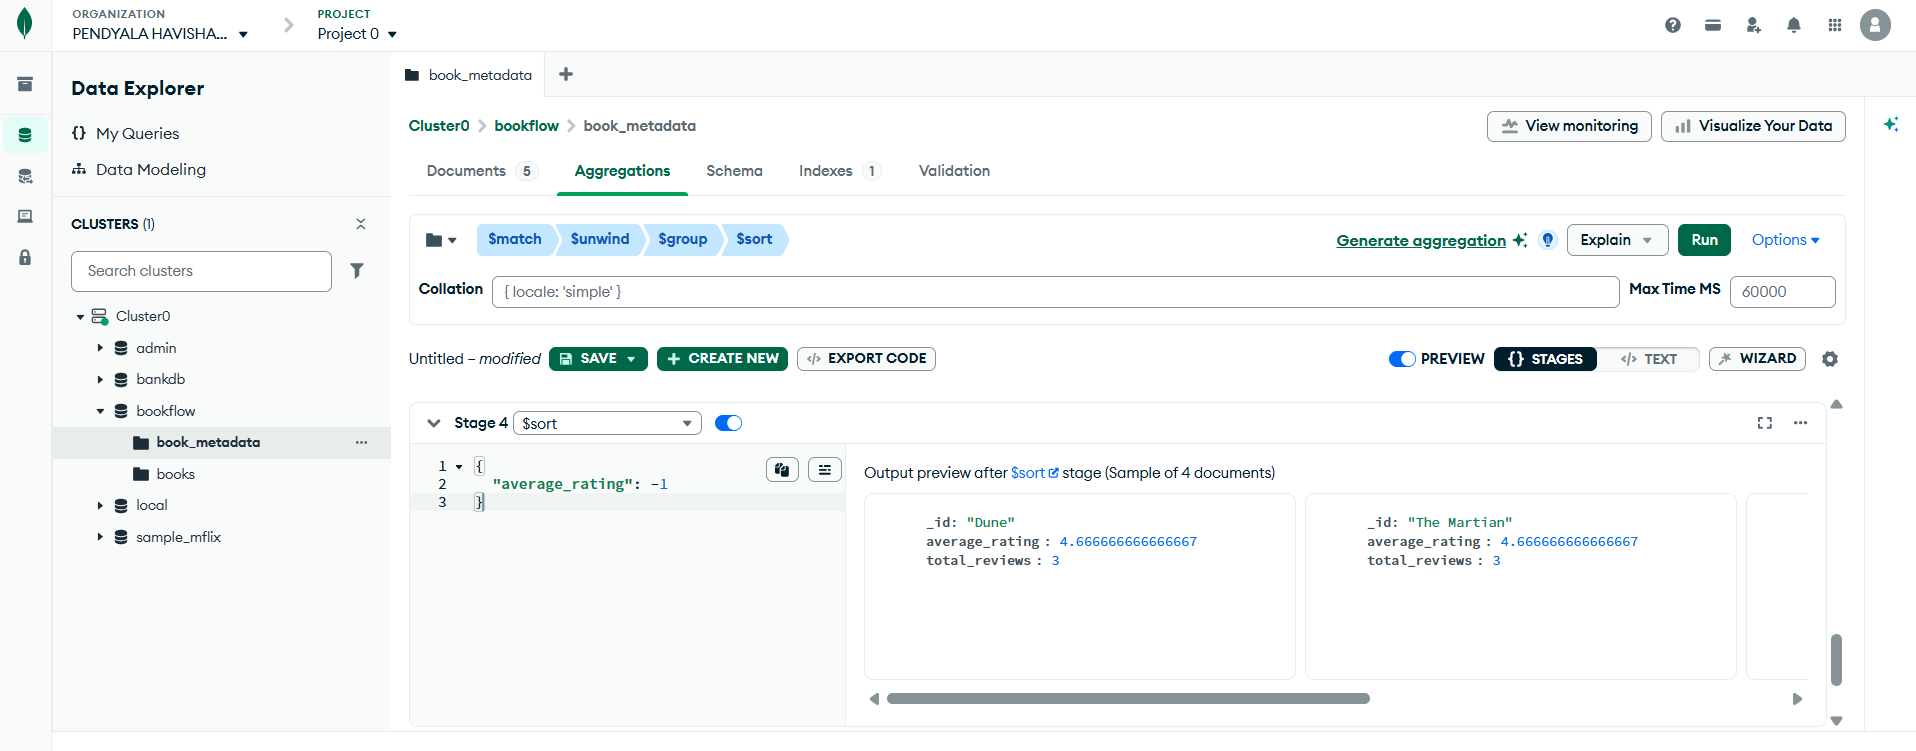 ORGANIZATION
PENDYALA HAVISHA...
PROJECT
Project 0
Data Explorer
My Queries
Data Modeling
CLUSTERS (1)
Search clusters
Cluster0
admin
bankdb
bookflow
book_metadata
books
local
sample_mflix
book_metadata
Cluster0 bookflow book_metadata
View monitoring
Visualize Your Data
Documents 5 Aggregations Schema Indexes 1 Validation
$match $unwind $group $sort
Generate aggregation
Explain
Run
Options
Collation { locale: 'simple' } Max Time MS 60000
Untitled – modified SAVE CREATE NEW EXPORT CODE
PREVIEW {} STAGES </> TEXT WIZARD
Stage 4 $sort
1 {
2 "average_rating": -1
3 }
Output preview after $sort stage (Sample of 4 documents)
_id: "Dune"
average_rating : 4.666666666666667
total_reviews : 3
_id: "The Martian"
average_rating : 4.666666666666667
total_reviews : 3